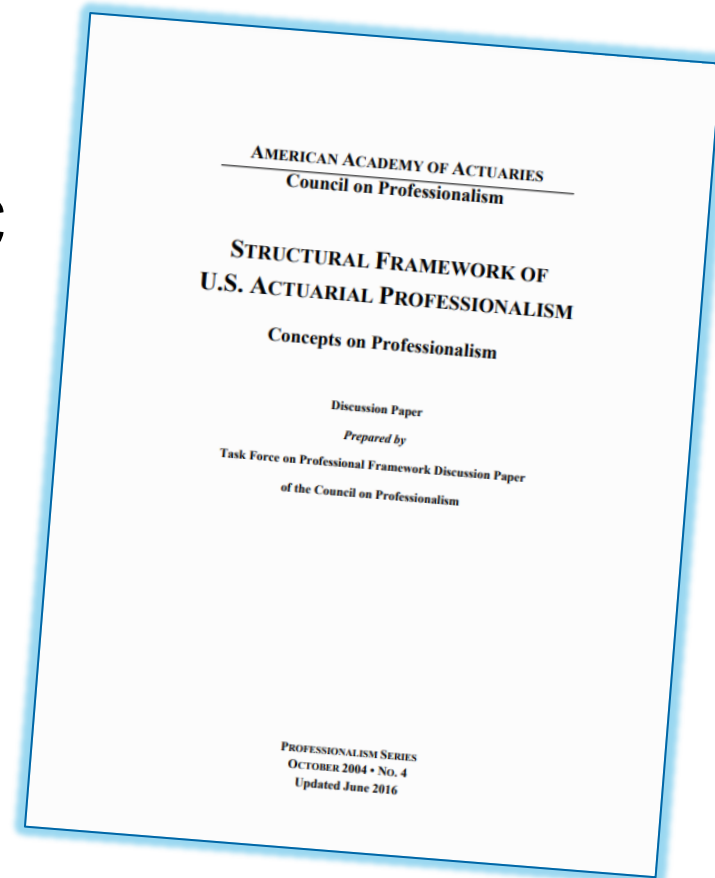 AMERICAN ACADEMY OF ACTUARIES
Council on Professionalism
STRUCTURAL FRAMEWORK OF
U.S. ACTUARIAL PROFESSIONALISM
Concepts on Professionalism
Discussion Paper
Prepared by
Task Force on Professional Framework Discussion Paper
of the Council on Professionalism
PROFESSIONALISM SERIES
OCTOBER 2004 • NO. 4
Updated June 2016